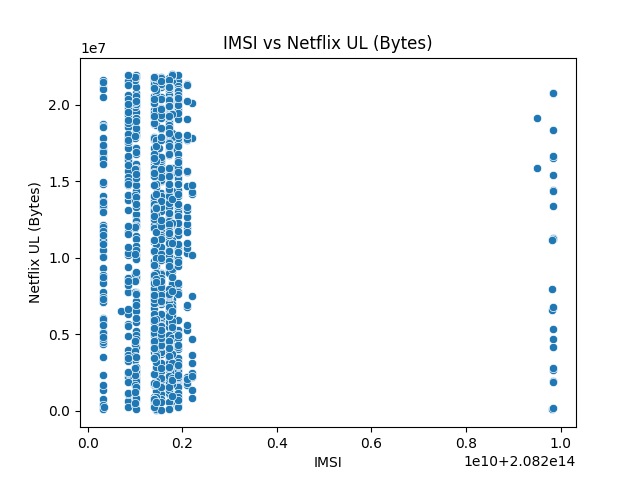 IMSI vs Netflix UL (Bytes)
1e7
2.0
1.5
1.0
0.5
0.0
Netflix UL (Bytes)
0.0 0.2 0.4 0.6 0.8 1.0
IMSI
1e10+2.082e14